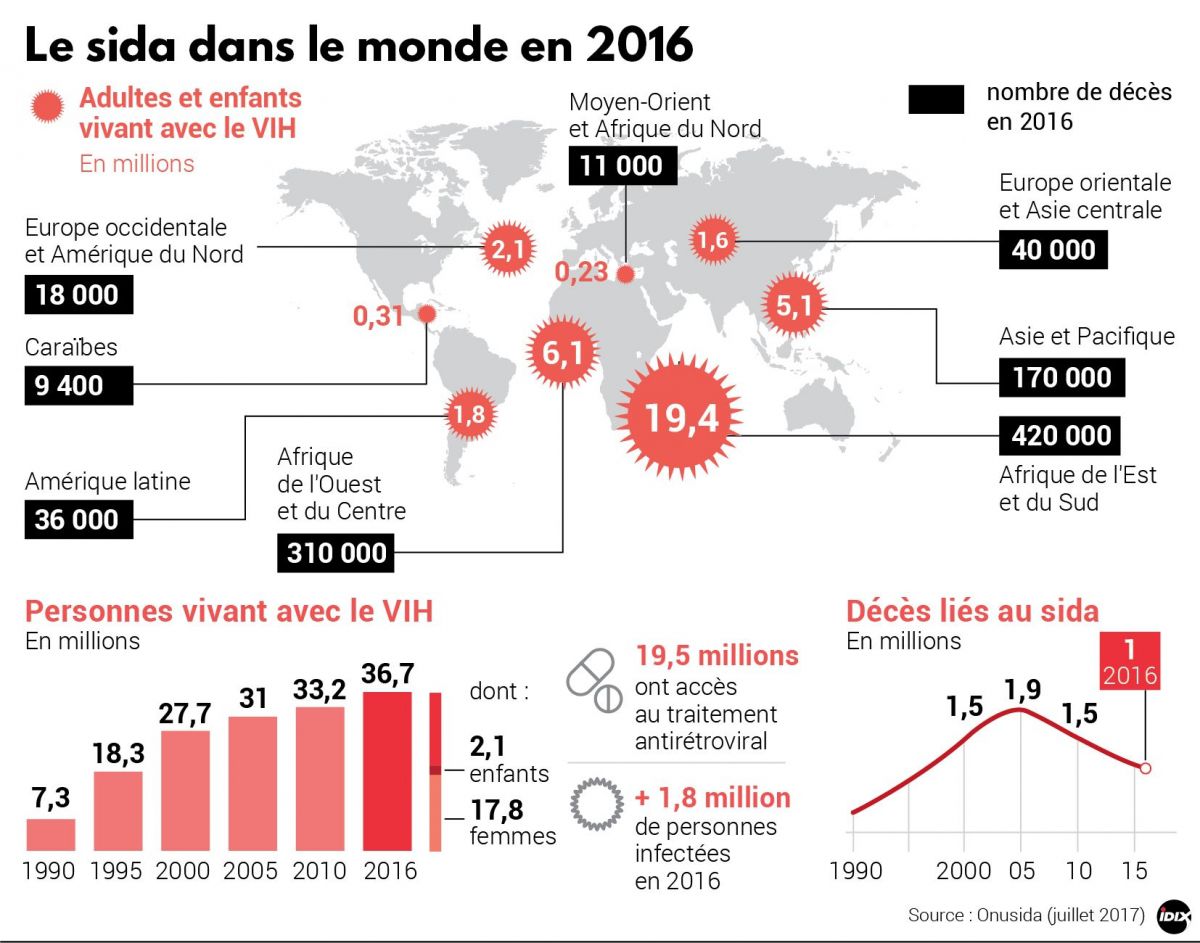 Le sida dans le monde en 2016
Adultes et enfants
vivant avec le VIH
En millions
Moyen-Orient
et Afrique du Nord
11 000
nombre de décès
en 2016
Europe occidentale
et Amérique du Nord
18 000
2,1
0,23
1,6
Europe orientale
et Asie centrale
40 000
0,31
Caraïbes
9 400
5,1
Asie et Pacifique
170 000
6,1
1,8
19,4
420 000
Afrique de l'Est
et du Sud
Amérique latine
36 000
Afrique
de l'Ouest
et du Centre
310 000
Personnes vivant avec le VIH
En millions
7,3
18,3
27,7
31
33,2
36,7
1990
1995
2000
2005
2010
2016
dont :
2,1
enfants
17,8
femmes
19,5 millions
ont accès
au traitement
antirétroviral
+ 1,8 million
de personnes
infectées
en 2016
Décès liés au sida
En millions
1
2016
1,5
1,9
1,5
1990
2000
05
10
15
Source : Onusida (juillet 2017)
iDIX